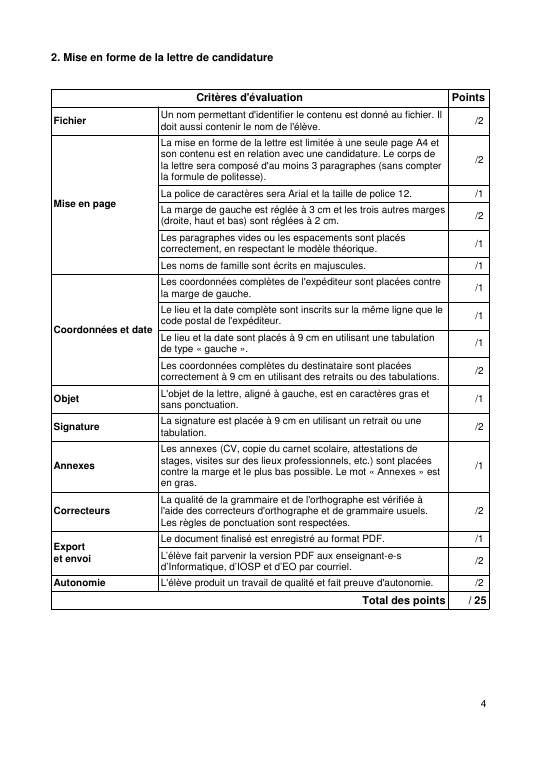 2. Mise en forme de la lettre de candidature
Critères d'évaluation Points
Fichier
Un nom permettant d'identifier le contenu est donné au fichier. Il
doit aussi contenir le nom de l'élève.
/2
Mise en page
La mise en forme de la lettre est limitée à une seule page A4 et
son contenu est en relation avec une candidature. Le corps de
la lettre sera composé d'au moins 3 paragraphes (sans compter
la formule de politesse).
/2
La police de caractères sera Arial et la taille de police 12.
/1
La marge de gauche est réglée à 3 cm et les trois autres marges
(droite, haut et bas) sont réglées à 2 cm.
/2
Les paragraphes vides ou les espacements sont placés
correctement, en respectant le modèle théorique.
/1
Les noms de famille sont écrits en majuscules.
/1
Coordonnées et date
Les coordonnées complètes de l'expéditeur sont placées contre
la marge de gauche.
/1
Le lieu et la date complète sont inscrits sur la même ligne que le
code postal de l'expéditeur.
/1
Le lieu et la date sont placés à 9 cm en utilisant une tabulation
de type « gauche ».
/1
Les coordonnées complètes du destinataire sont placées
correctement à 9 cm en utilisant des retraits ou des tabulations.
/2
Objet
L'objet de la lettre, aligné à gauche, est en caractères gras et
sans ponctuation.
/1
Signature
La signature est placée à 9 cm en utilisant un retrait ou une
tabulation.
/2
Annexes
Les annexes (CV, copie du carnet scolaire, attestations de
stages, visites sur des lieux professionnels, etc.) sont placées
contre la marge et le plus bas possible. Le mot « Annexes » est
en gras.
/1
Correcteurs
La qualité de la grammaire et de l'orthographe est vérifiée à
l'aide des correcteurs d'orthographe et de grammaire usuels.
Les règles de ponctuation sont respectées.
/2
Export
et envoi
Le document finalisé est enregistré au format PDF.
/1
L'élève fait parvenir la version PDF aux enseignant-e-s
d'Informatique, d'IOSP et d'EO par courriel.
/2
Autonomie
L'élève produit un travail de qualité et fait preuve d'autonomie.
/2
Total des points / 25
4